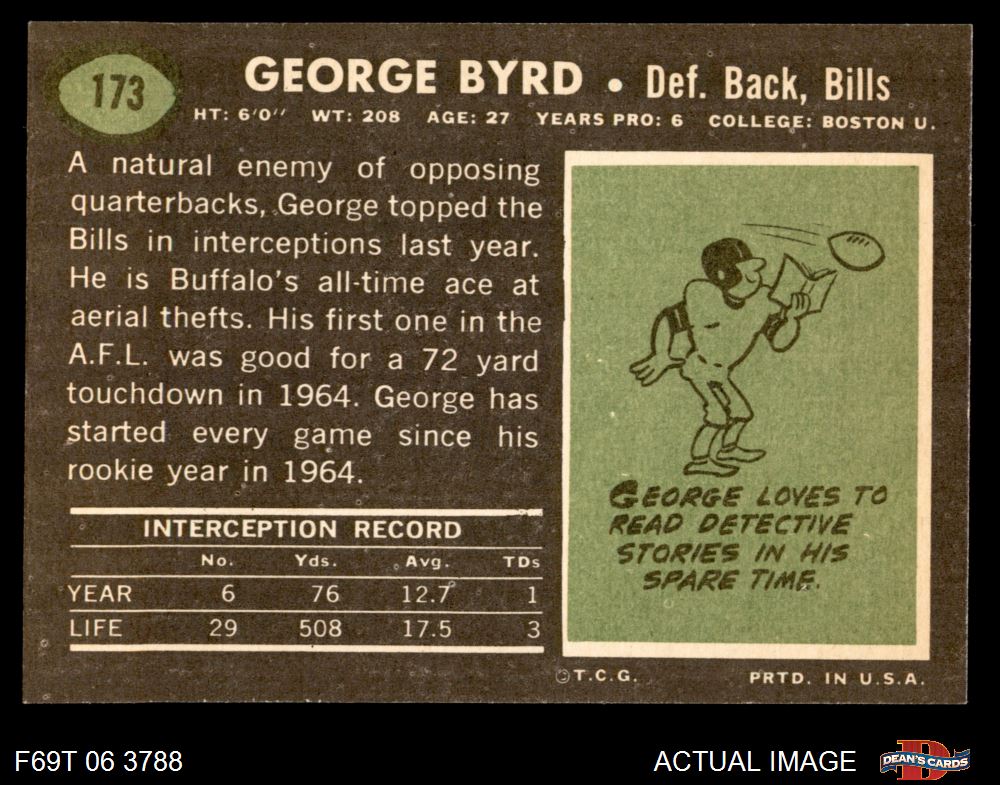 173
GEORGE BYRD • Def. Back, Bills
HT: 6'0" WT: 208 AGE: 27 YEARS PRO: 6 COLLEGE: BOSTON U.
A natural enemy of opposing
quarterbacks, George topped the
Bills in interceptions last year.
He is Buffalo's all-time ace at
aerial thefts. His first one in the
A.F.L. was good for a 72 yard
touchdown in 1964. George has
started every game since his
rookie year in 1964.
INTERCEPTION RECORD
No. Yds. Avg. TDs
YEAR 6 76 12.7 1
LIFE 29 508 17.5 3
GEORGE LOVES TO
READ DETECTIVE
STORIES IN HIS
SPARE TIME.
©T.C.G. PRTD. IN U.S.A.
F69T 06 3788 ACTUAL IMAGE
D
DEAN'S CARDS